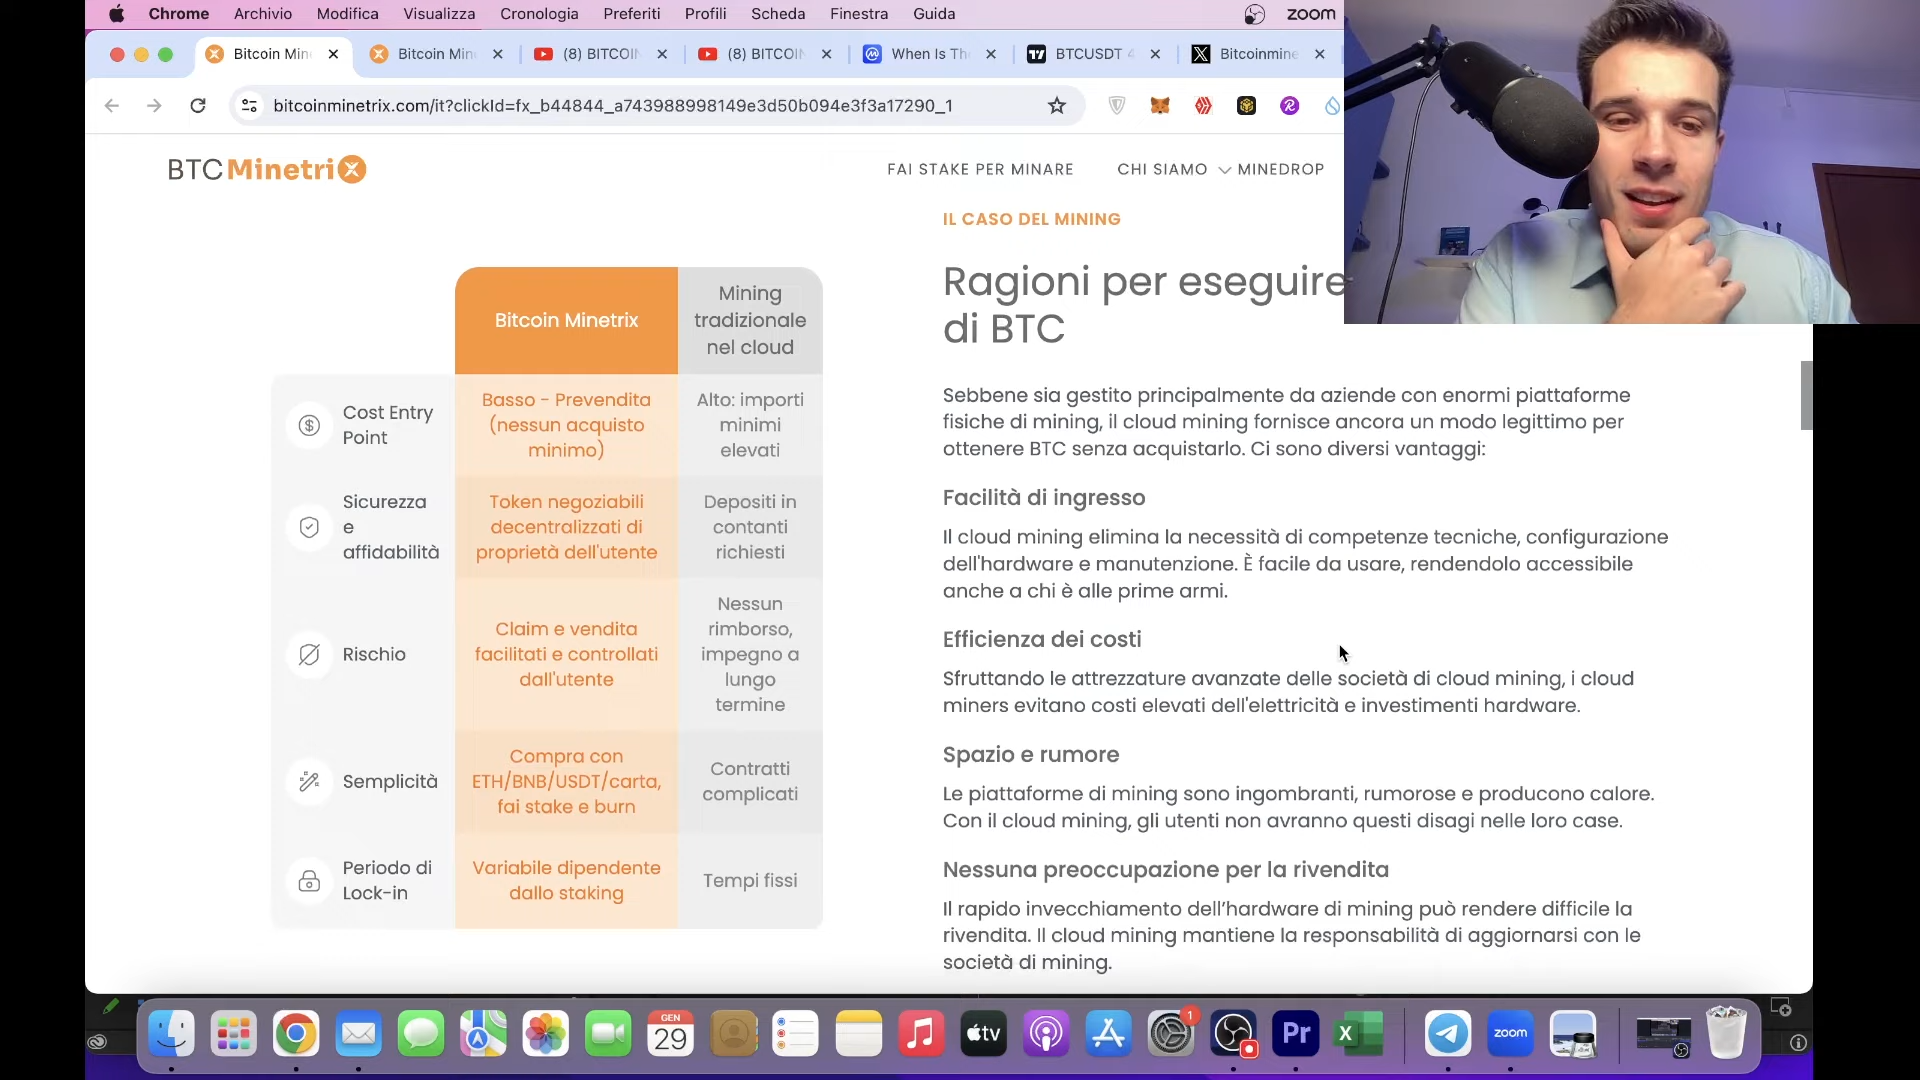 Chrome Archivio Modifica Visualizza Cronologia Preferiti Profili Scheda Finestra Guida zoom
Bitcoin Min
Bitcoin Min
(8) BITCOIN
(8) BITCOIN
When Is Th
BTCUSDT 4
Bitcoinmine
bitcoinminetrix.com/it?clickId=fx_b44844_a743988998149e3d50b094e3f3a17290_1
BTC Minetrix
FAI STAKE PER MINARE CHI SIAMO MINEDROP
Bitcoin Minetrix
Mining
tradizionale
nel cloud
Cost Entry
Point
Basso - Prevendita
(nessun acquisto
minimo)
Alto: importi
minimi
elevati
Sicurezza
e
affidabilità
Token negoziabili
decentralizzati di
proprietà dell'utente
Depositi in
contanti
richiesti
Rischio
Claim e vendita
facilitati e controllati
dall'utente
Nessun
rimborso,
impegno a
lungo
termine
Semplicità
Compra con
ETH/BNB/USDT/carta,
fai stake e burn
Contratti
complicati
Periodo di
Lock-in
Variabile dipendente
dallo staking
Tempi fissi
IL CASO DEL MINING
Ragioni per eseguire
di BTC
Sebbene sia gestito principalmente da aziende con enormi piattaforme
fisiche di mining, il cloud mining fornisce ancora un modo legittimo per
ottenere BTC senza acquistarlo. Ci sono diversi vantaggi:
Facilità di ingresso
Il cloud mining elimina la necessità di competenze tecniche, configurazione
dell'hardware e manutenzione. È facile da usare, rendendolo accessibile
anche a chi è alle prime armi.
Efficienza dei costi
Sfruttando le attrezzature avanzate delle società di cloud mining, i cloud
miners evitano costi elevati dell'elettricità e investimenti hardware.
Spazio e rumore
Le piattaforme di mining sono ingombranti, rumorose e producono calore.
Con il cloud mining, gli utenti non avranno questi disagi nelle loro case.
Nessuna preoccupazione per la rivendita
Il rapido invecchiamento dell'hardware di mining può rendere difficile la
rivendita. Il cloud mining mantiene la responsabilità di aggiornarsi con le
società di mining.
GEN
29
tv
1
Pr
X
zoom